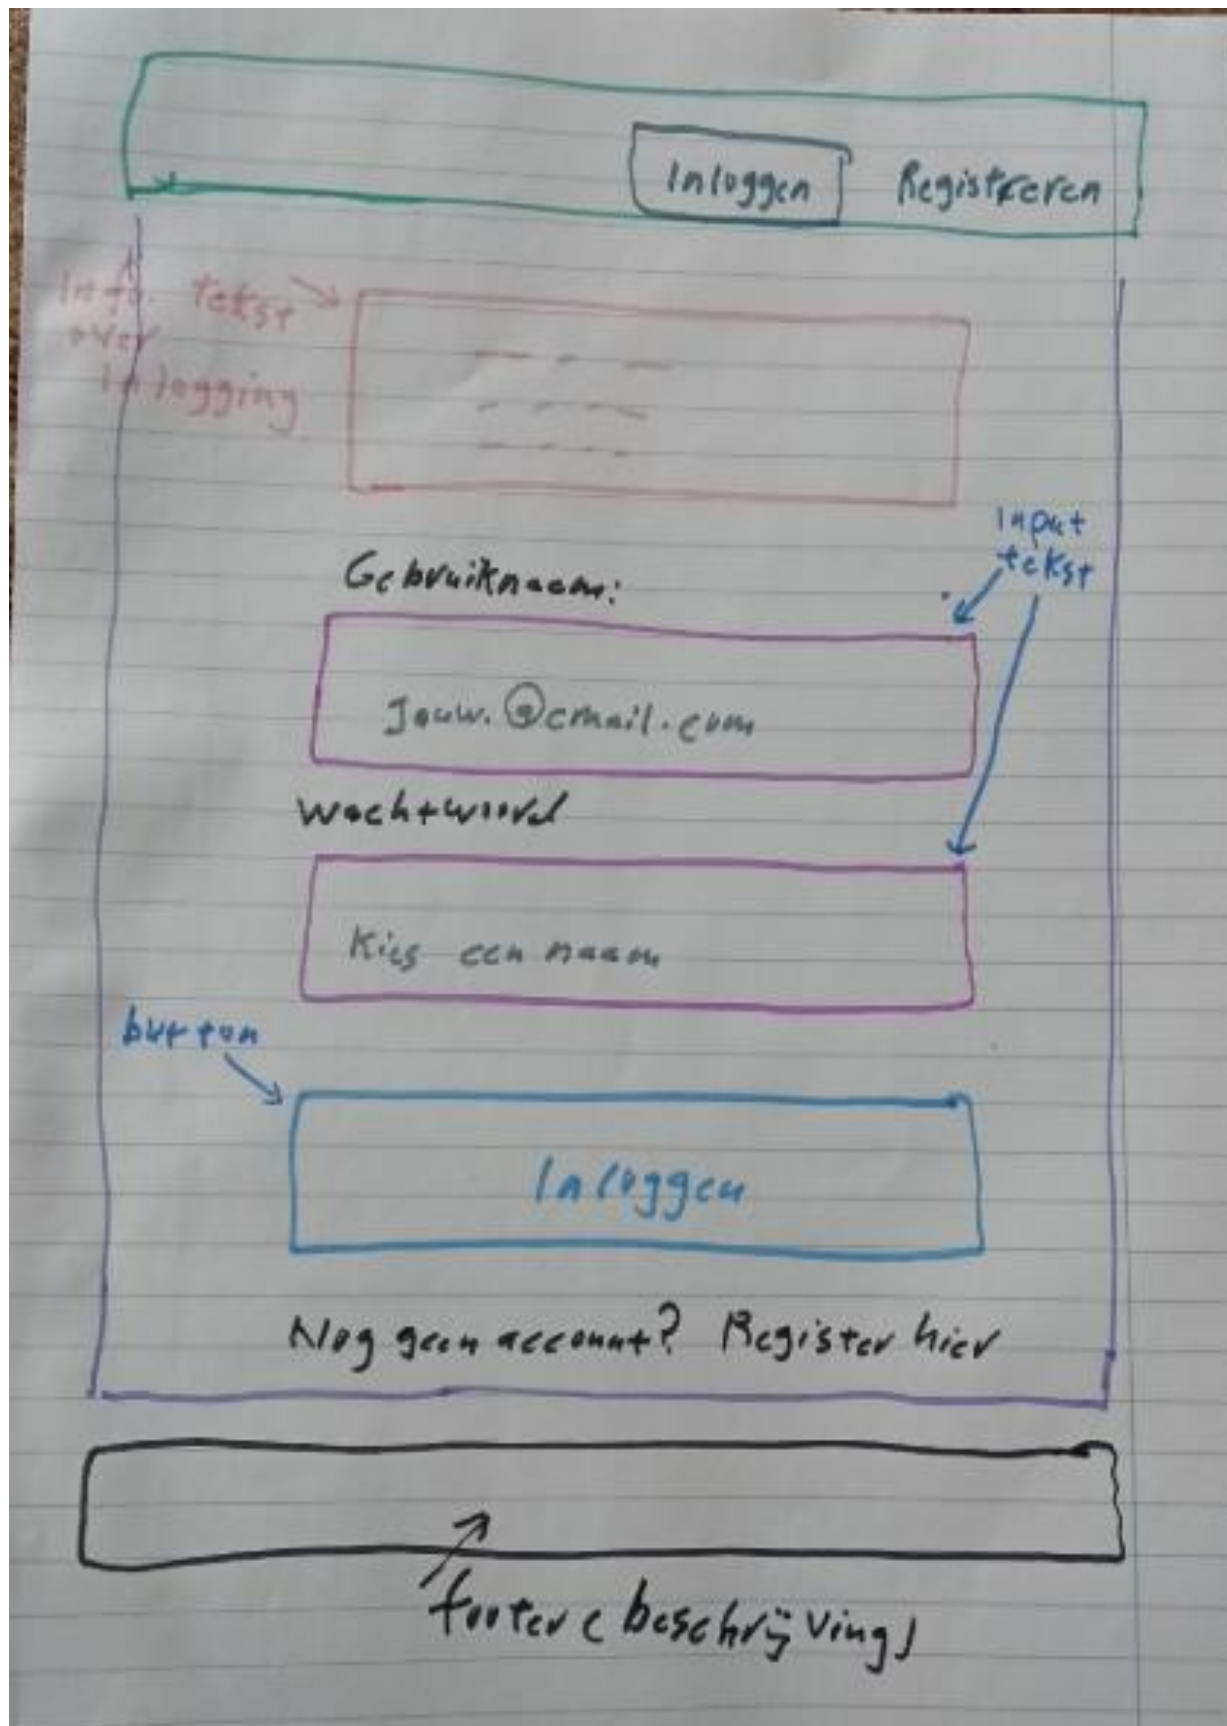 Inloggen Registreren
Info. tekst
over
inlogging
input
tekst
Gebruiknaam:
Jouw.@email.com
Wachtwoord
Kies een naam
button
Inloggen
Nog geen account? Register hier
footer ( beschrijving)